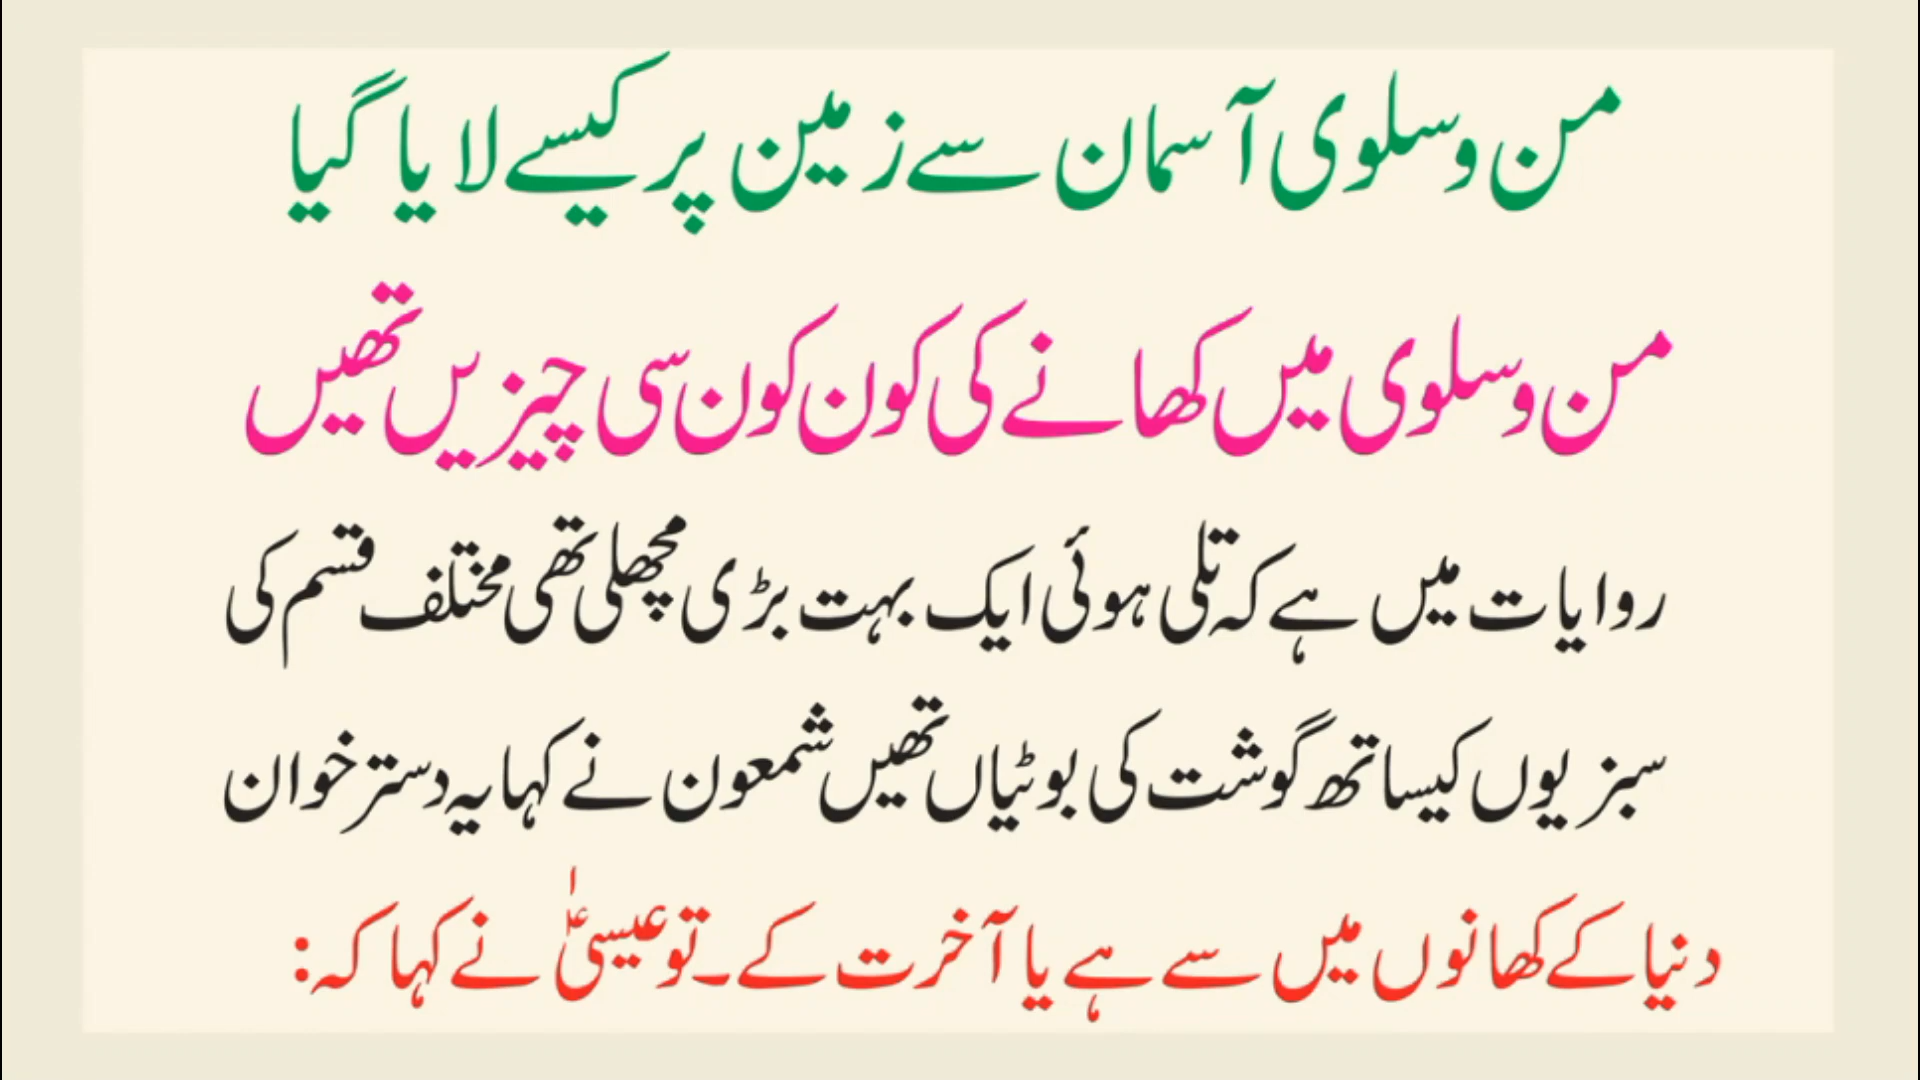 من و سلوی آسمان سے زمین پر کیسے لایا گیا
من و سلوی میں کھانے کی کون کون سی چیزیں تھیں
روایات میں ہے کہ تلی ہوئی ایک بہت بڑی مچھلی تھی مختلف قسم کی
سبزیوں کیساتھ گوشت کی بوٹیاں تھیں شمعون نے کہا یہ دسترخوان
دنیا کے کھانوں میں سے ہے یا آخرت کے۔ تو عیسیٰؑ نے کہا کہ: